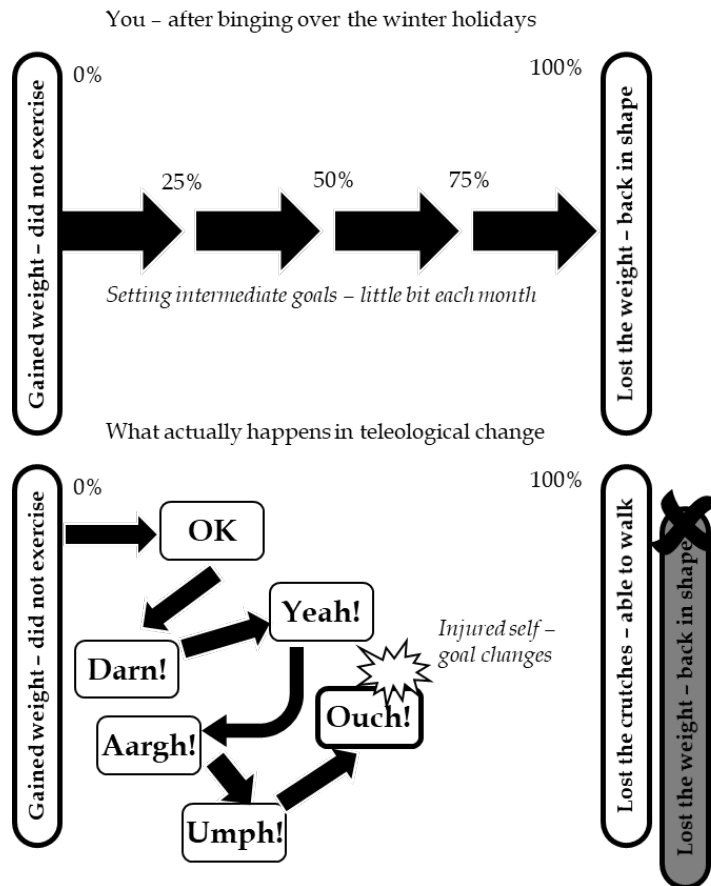 You – after binging over the winter holidays
0%
100%
Gained weight – did not exercise
25%
50%
75%
Setting intermediate goals – little bit each month
Lost the weight – back in shape
What actually happens in teleological change
0%
100%
Gained weight – did not exercise
OK
Yeah!
Darn!
Injured self –
goal changes
Ouch!
Aargh!
Umph!
Lost the crutches – able to walk
Lost the weight – back in shape